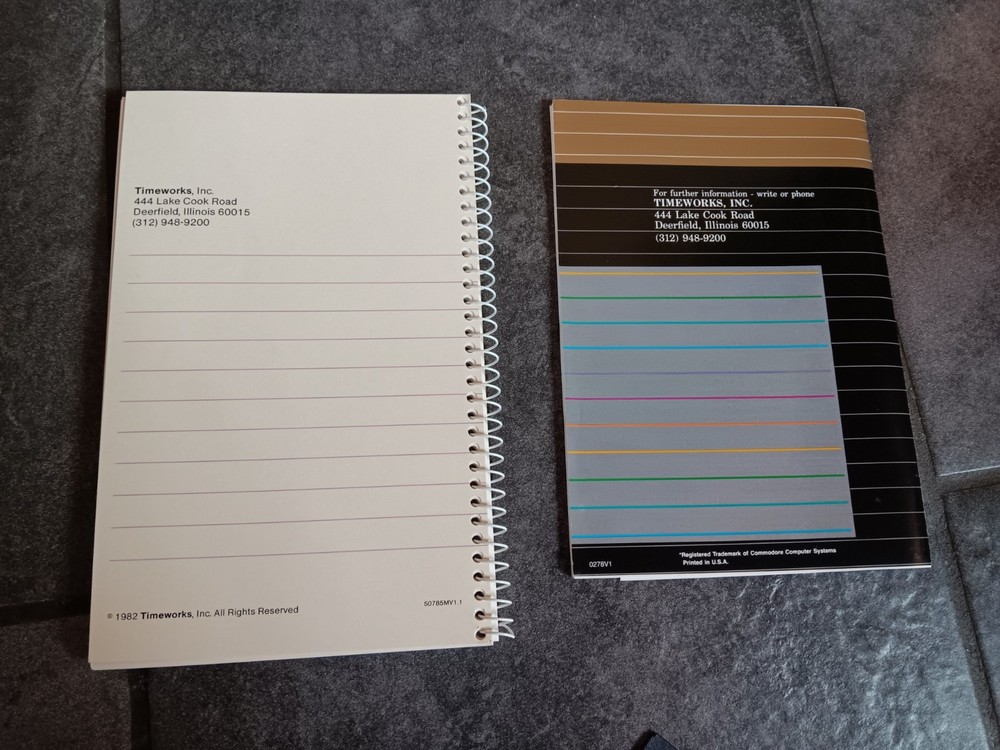 Timeworks, Inc.
444 Lake Cook Road
Deerfield, Illinois 60015
(312) 948-9200
© 1982 Timeworks, Inc. All Rights Reserved
50785MV1.1
For further information - write or phone
TIMEWORKS, INC.
444 Lake Cook Road
Deerfield, Illinois 60015
(312) 948-9200
*Registered Trademark of Commodore Computer Systems
Printed in U.S.A.
0278V1